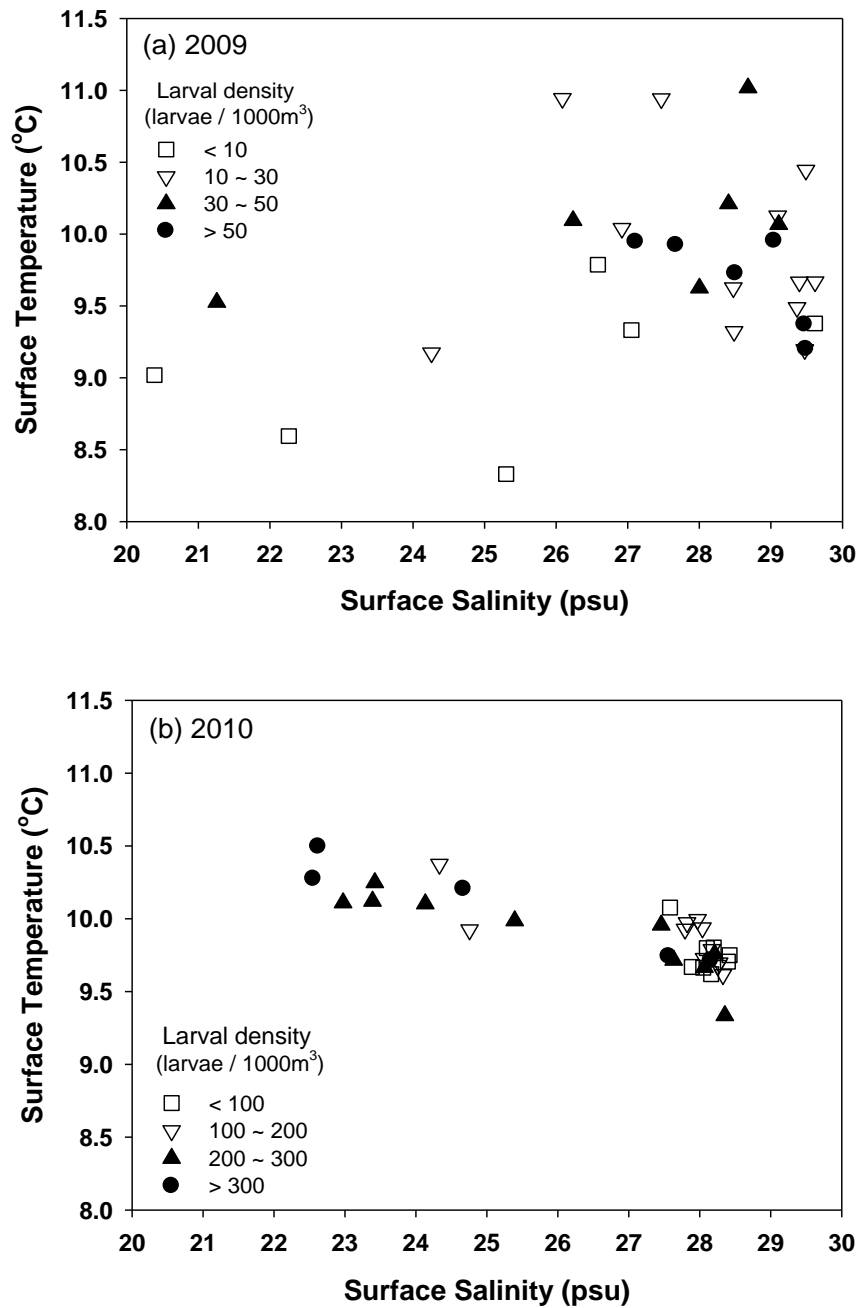 (a) 2009
Larval density
(larvae / 1000m³)
< 10
10 ~ 30
30 ~ 50
> 50
Surface Temperature (°C)
11.5
11.0
10.5
10.0
9.5
9.0
8.5
8.0
20 21 22 23 24 25 26 27 28 29 30
Surface Salinity (psu)
(b) 2010
Larval density
(larvae / 1000m³)
< 100
100 ~ 200
200 ~ 300
> 300
Surface Temperature (°C)
11.5
11.0
10.5
10.0
9.5
9.0
8.5
8.0
20 21 22 23 24 25 26 27 28 29 30
Surface Salinity (psu)